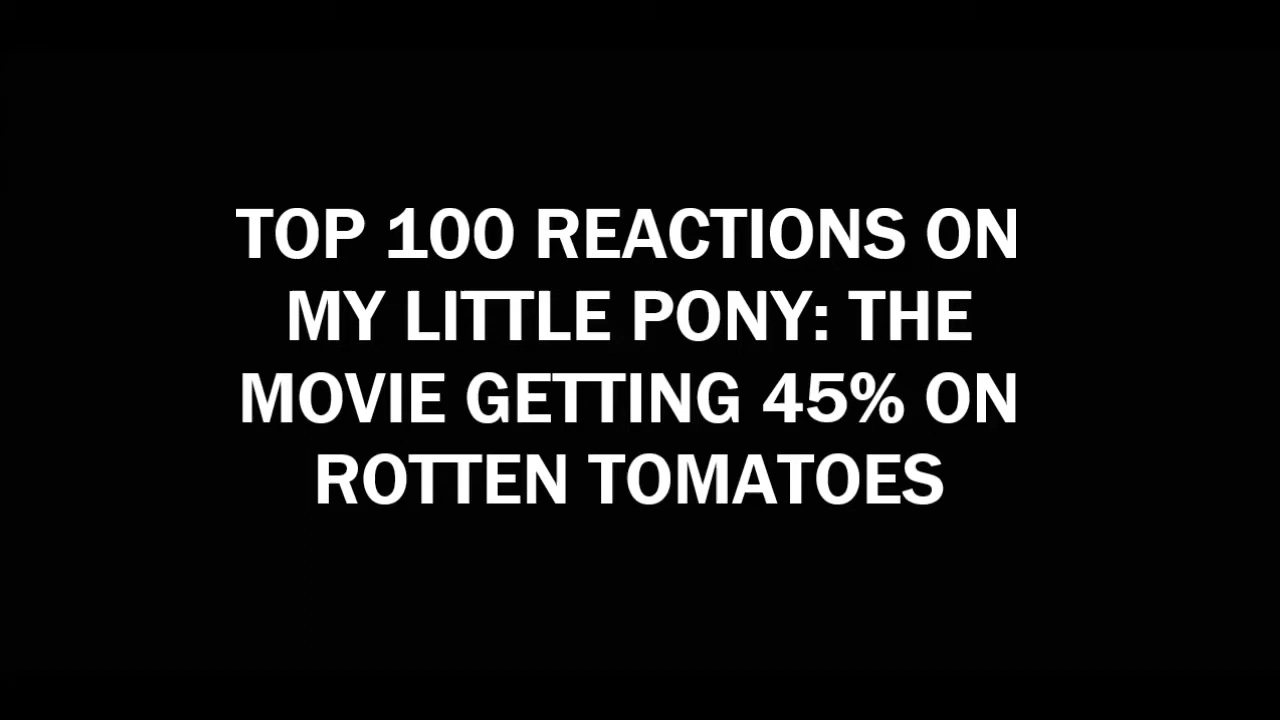 TOP 100 REACTIONS ON
MY LITTLE PONY: THE
MOVIE GETTING 45% ON
ROTTEN TOMATOES